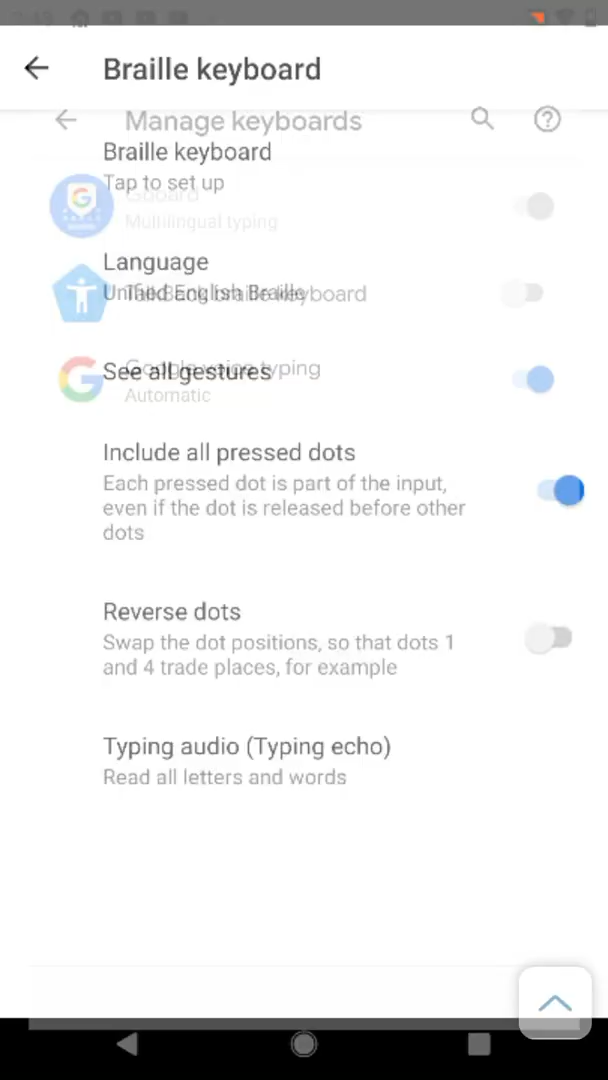 Braille keyboard
Manage keyboards
Braille keyboard
Tap to set up
Gboard
Multilingual typing
Language
Unified English Braille
TalkBack braille keyboard
See all gestures
Google voice typing
Automatic
Include all pressed dots
Each pressed dot is part of the input,
even if the dot is released before other
dots
Reverse dots
Swap the dot positions, so that dots 1
and 4 trade places, for example
Typing audio (Typing echo)
Read all letters and words